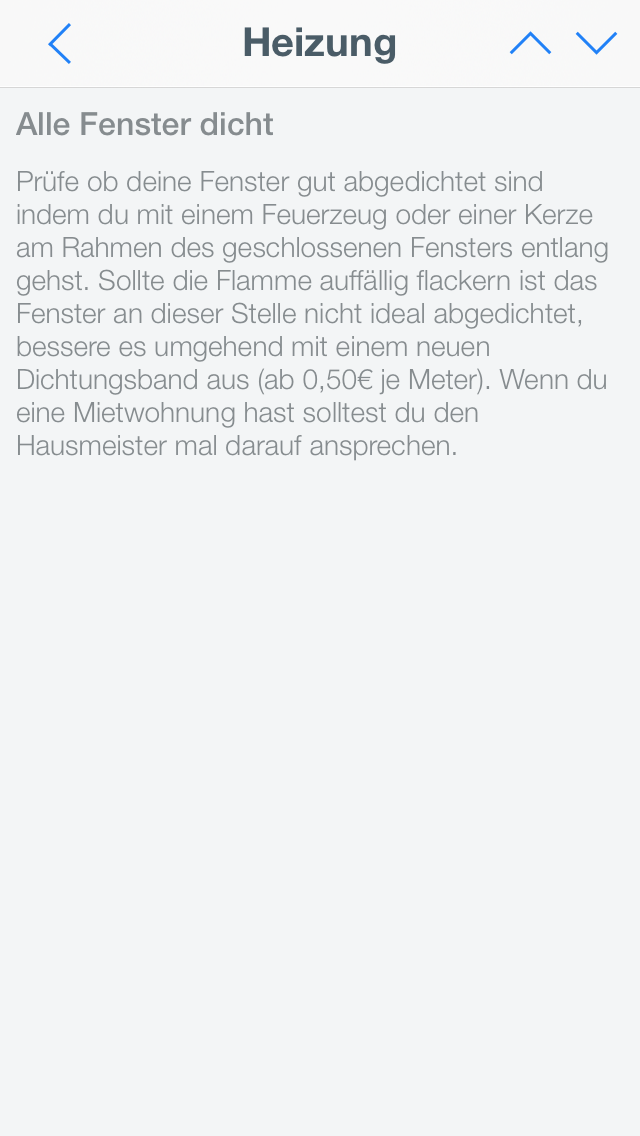 Heizung
Alle Fenster dicht
Prüfe ob deine Fenster gut abgedichtet sind
indem du mit einem Feuerzeug oder einer Kerze
am Rahmen des geschlossenen Fensters entlang
gehst. Sollte die Flamme auffällig flackern ist das
Fenster an dieser Stelle nicht ideal abgedichtet,
bessere es umgehend mit einem neuen
Dichtungsband aus (ab 0,50€ je Meter). Wenn du
eine Mietwohnung hast solltest du den
Hausmeister mal darauf ansprechen.